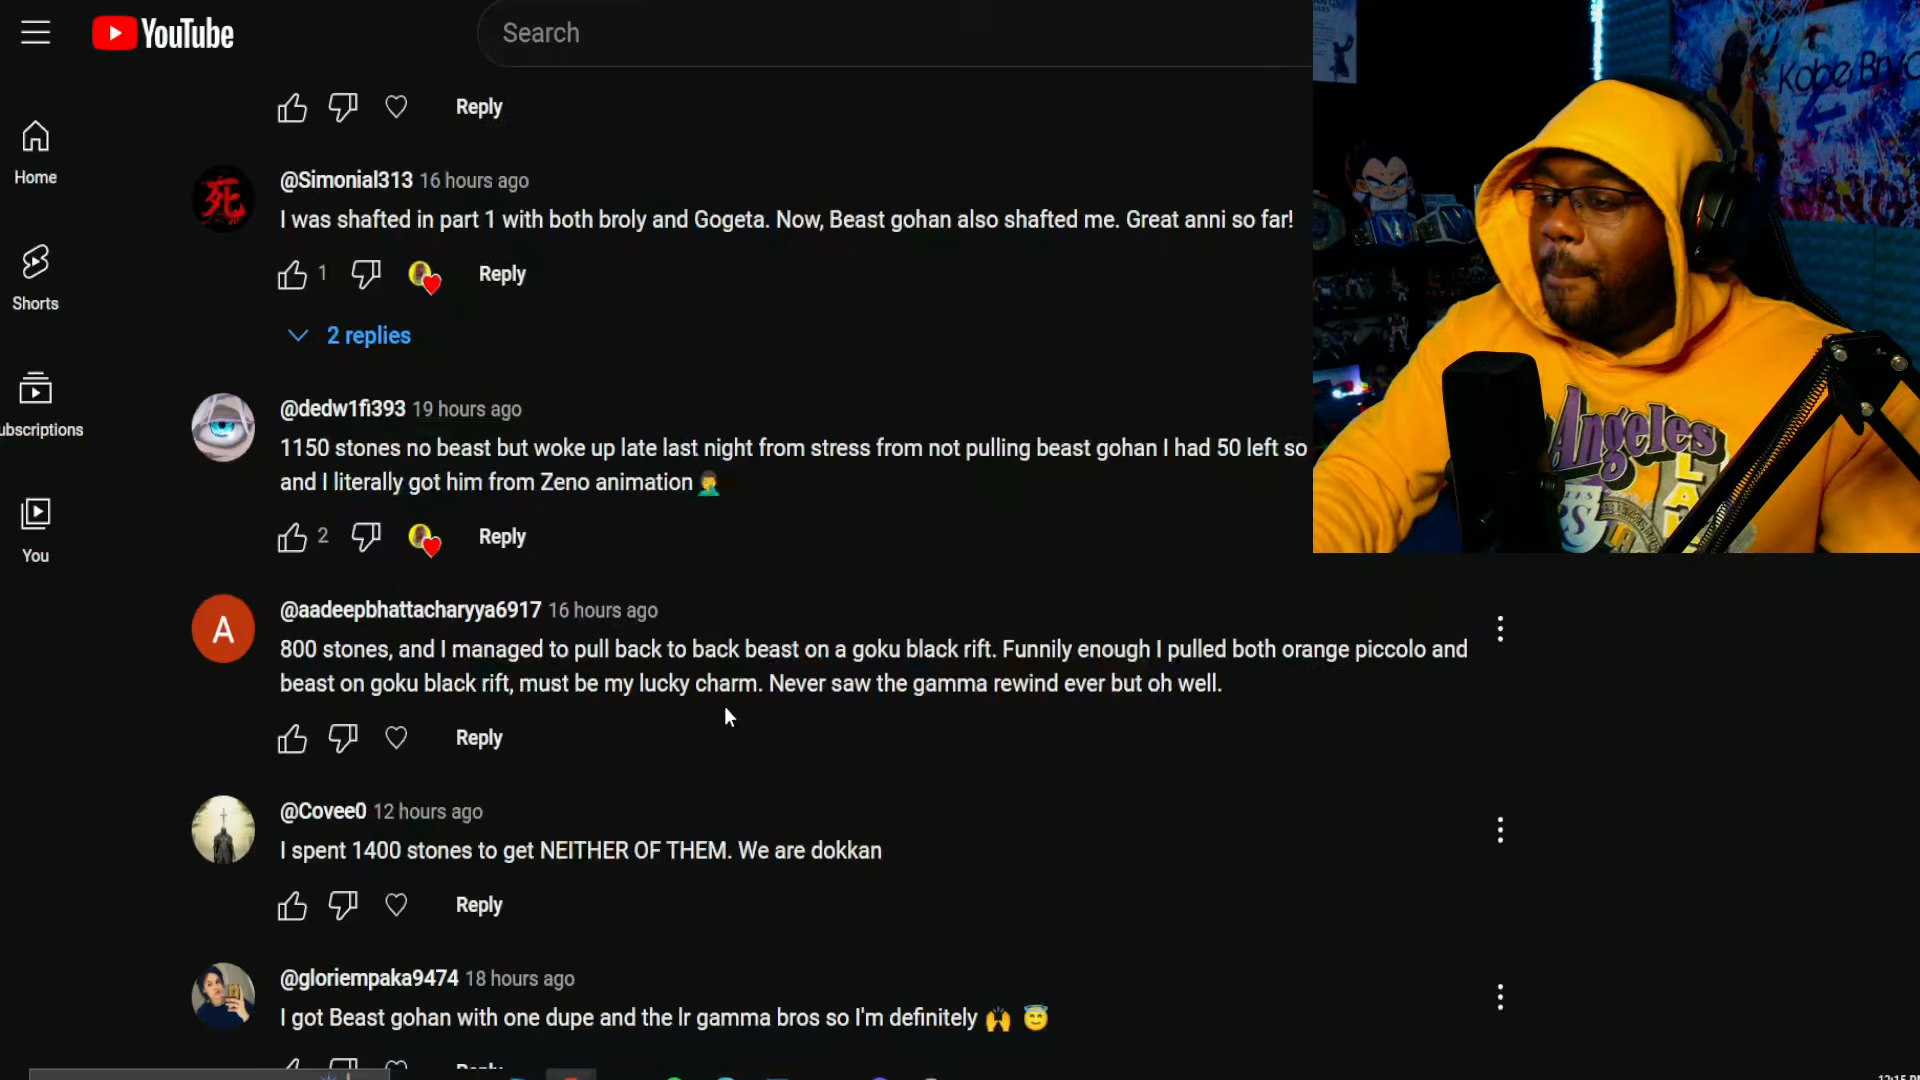 YouTube
Search
Kobe Bry
Home
Shorts
ubscriptions
You
Reply
@Simonial313 16 hours ago
I was shafted in part 1 with both broly and Gogeta. Now, Beast gohan also shafted me. Great anni so far!
1
Reply
2 replies
@dedw1fi393 19 hours ago
1150 stones no beast but woke up late last night from stress from not pulling beast gohan I had 50 left so
and I literally got him from Zeno animation 🤦‍♂️
2
Reply
@aadeepbhattacharyya6917 16 hours ago
800 stones, and I managed to pull back to back beast on a goku black rift. Funnily enough I pulled both orange piccolo and
beast on goku black rift, must be my lucky charm. Never saw the gamma rewind ever but oh well.
Reply
@Covee0 12 hours ago
I spent 1400 stones to get NEITHER OF THEM. We are dokkan
Reply
@gloriempaka9474 18 hours ago
I got Beast gohan with one dupe and the lr gamma bros so I'm definitely 🙌 😇
Reply
死
A
Angeles
LA